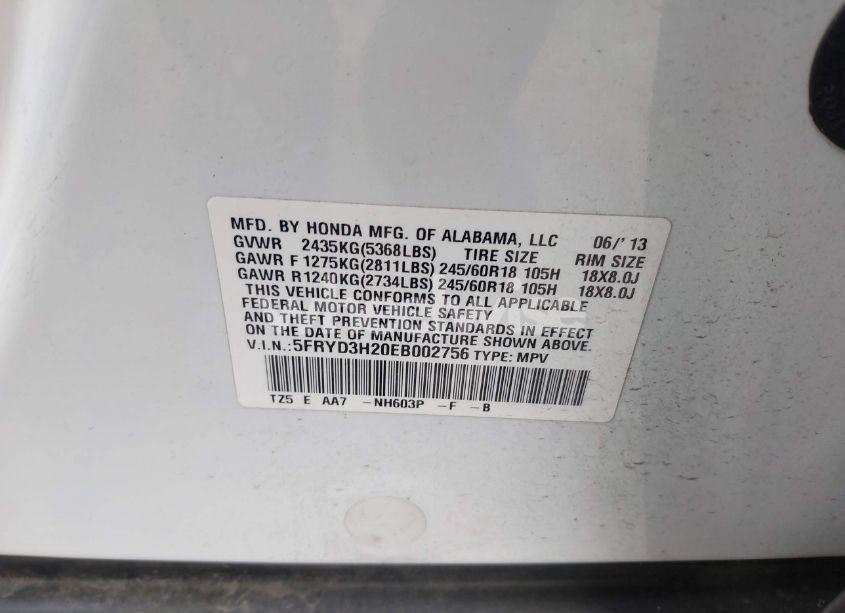 MFD. BY HONDA MFG. OF ALABAMA, LLC 06/' 13
GVWR 2435KG(5368LBS) TIRE SIZE RIM SIZE
GAWR F 1275KG(2811LBS) 245/60R18 105H 18X8.0J
GAWR R 1240KG(2734LBS) 245/60R18 105H 18X8.0J
THIS VEHICLE CONFORMS TO ALL APPLICABLE
FEDERAL MOTOR VEHICLE SAFETY
AND THEFT PREVENTION STANDARDS IN EFFECT
ON THE DATE OF MANUFACTURE SHOWN ABOVE.
V.I.N.:5FRYD3H20EB002756 TYPE: MPV
TZ5 E AA7 -NH603P -F -B